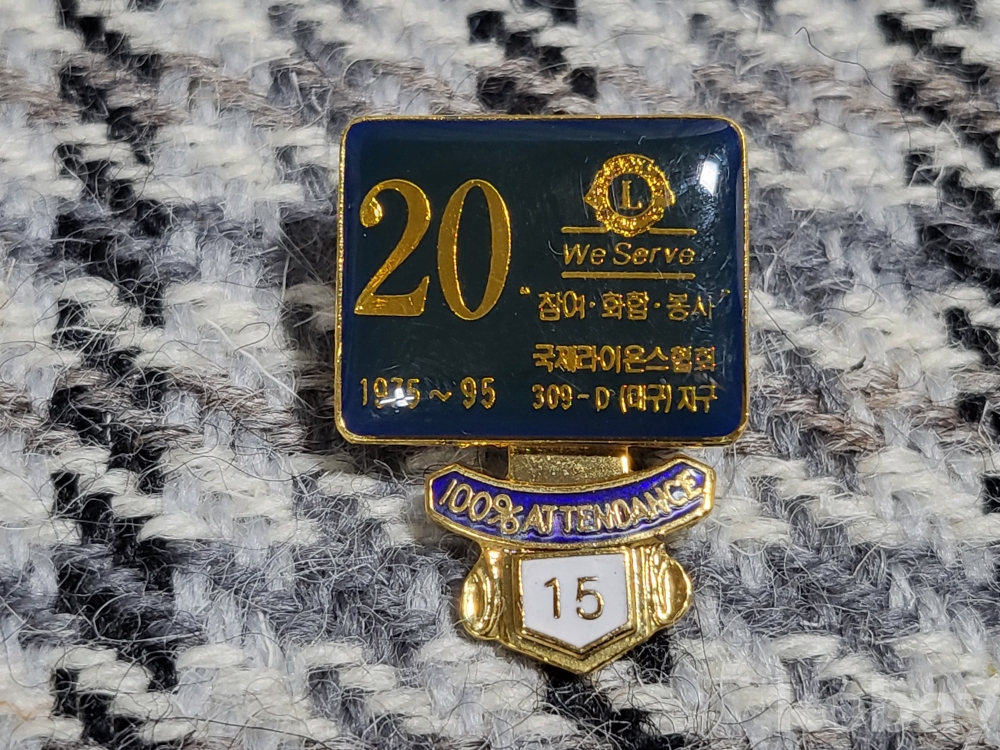 20
L
We Serve
"참여·화합·봉사"
국제라이온스협회
1975~95
309-D (대구) 지구
100% ATTENDANCE
15